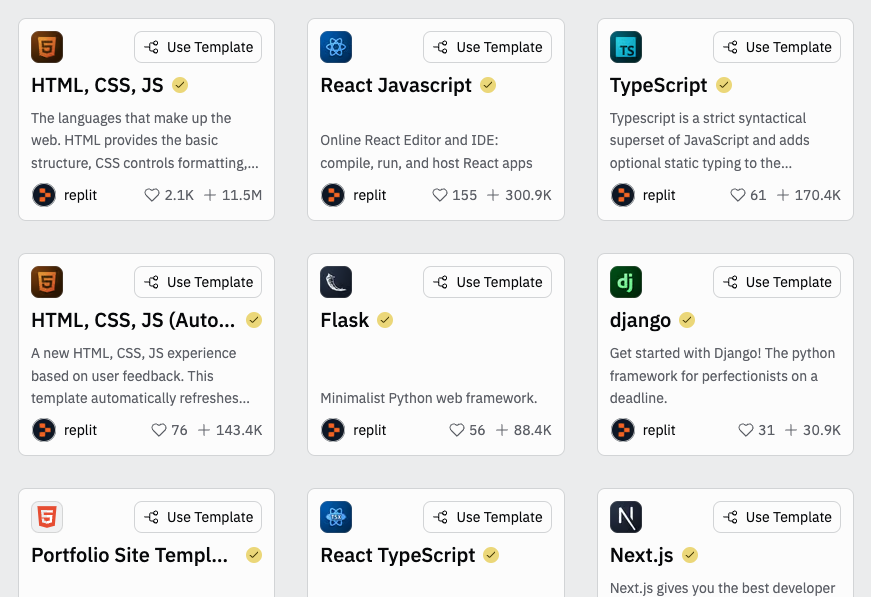 Use Template
HTML, CSS, JS
The languages that make up the
web. HTML provides the basic
structure, CSS controls formatting,...
replit 2.1K 11.5M
Use Template
React Javascript
Online React Editor and IDE:
compile, run, and host React apps
replit 155 300.9K
TS Use Template
TypeScript
Typescript is a strict syntactical
superset of JavaScript and adds
optional static typing to the...
replit 61 170.4K
Use Template
HTML, CSS, JS (Auto...
A new HTML, CSS, JS experience
based on user feedback. This
template automatically refreshes...
replit 76 143.4K
Use Template
Flask
Minimalist Python web framework.
replit 56 88.4K
dj Use Template
django
Get started with Django! The python
framework for perfectionists on a
deadline.
replit 31 30.9K
5 Use Template
Portfolio Site Templ...
TSX Use Template
React TypeScript
N Use Template
Next.js
Next.js gives you the best developer